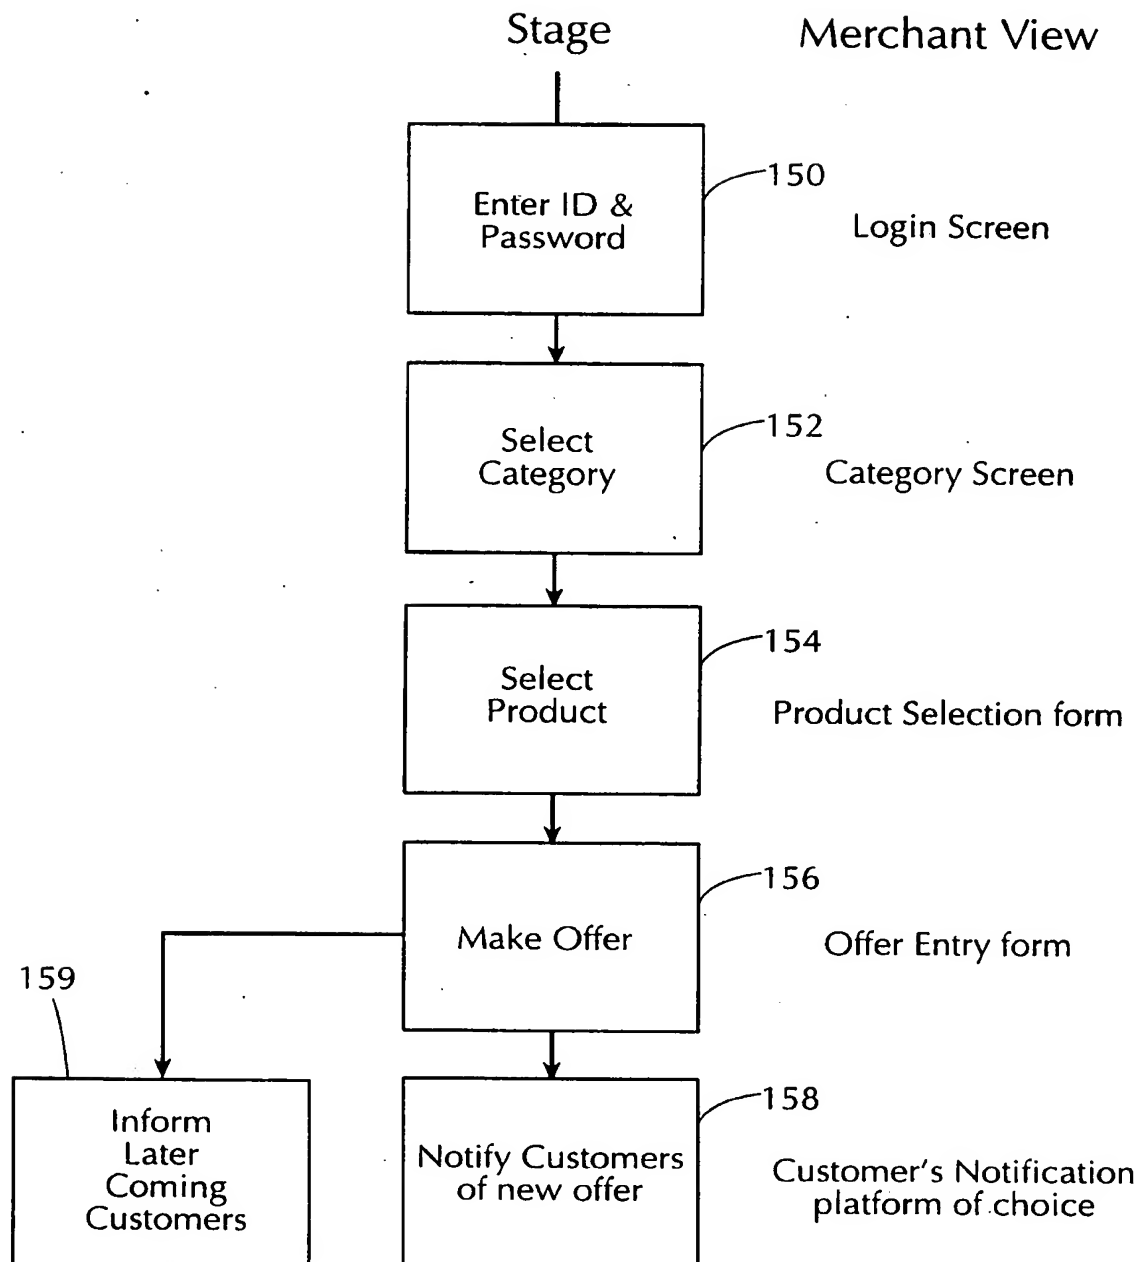 Stage
Merchant View
150
Enter ID &
Password
Login Screen
152
Select
Category
Category Screen
154
Select
Product
Product Selection form
156
Make Offer
Offer Entry form
159
158
Inform
Later
Coming
Customers
Notify Customers
of new offer
Customer's Notification
platform of choice